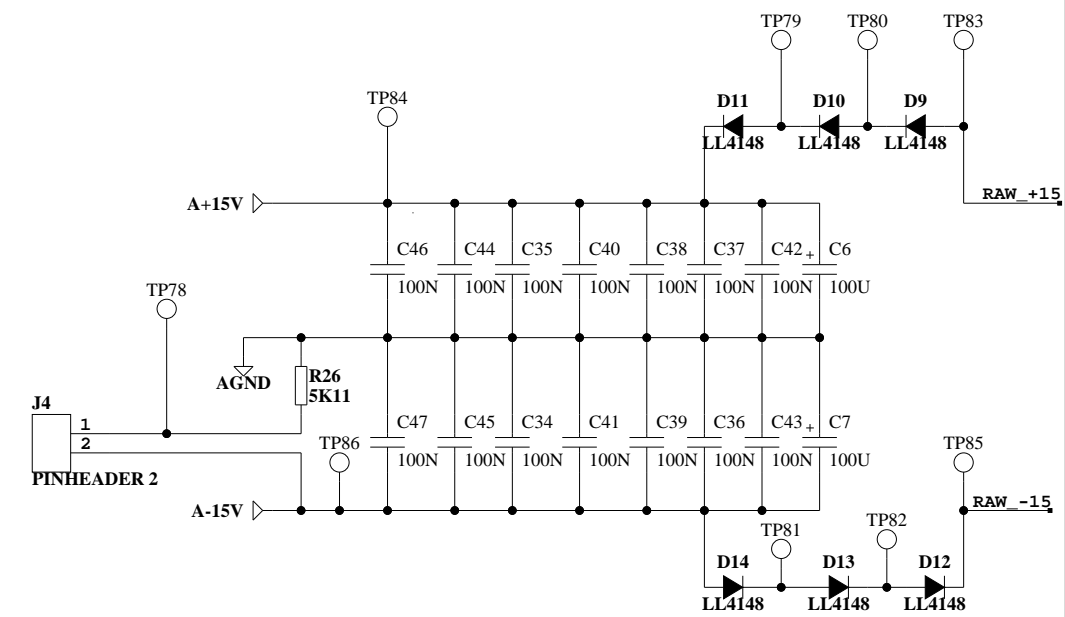 TP79 TP80 TP83
TP84
D11 D10 D9
LL4148 LL4148 LL4148
RAW_+15
A+15V
C46 C44 C35 C40 C38 C37 C42 + C6
100N 100N 100N 100N 100N 100N 100N 100U
TP78
AGND
R26
5K11
J4
1
2
PINHEADER 2
TP86
C47 C45 C34 C41 C39 C36 C43 + C7
100N 100N 100N 100N 100N 100N 100N 100U
TP85
A-15V
RAW_-15
TP81 TP82
D14 D13 D12
LL4148 LL4148 LL4148